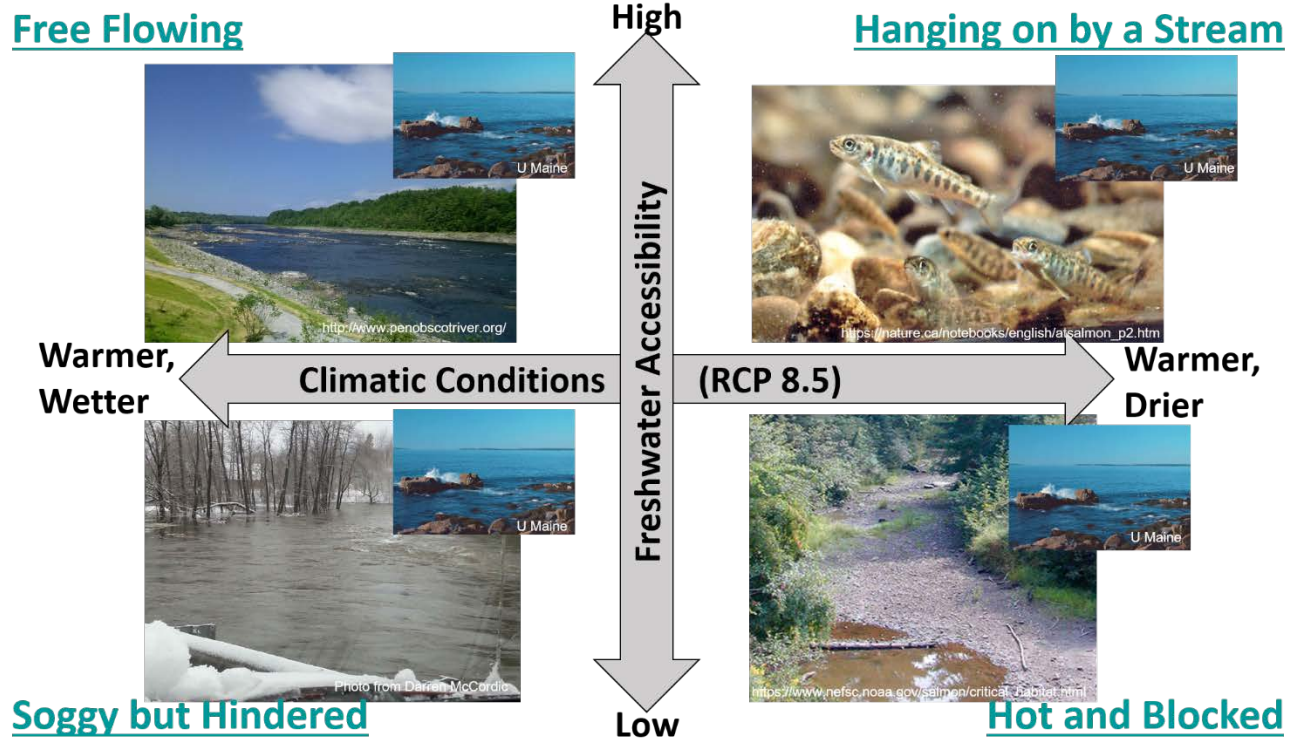 High
Free Flowing
Hanging on by a Stream
U Maine
U Maine
http://www.penobscotriver.org/
https://nature.ca/notebooks/english/atsalmon_p2.htm
Freshwater Accessibility
Warmer,
Wetter
Climatic Conditions (RCP 8.5)
Warmer,
Drier
U Maine
U Maine
Photo from Darren McCordic
https://www.nefsc.noaa.gov/salmon/critical_habitat.html
Soggy but Hindered
Low
Hot and Blocked